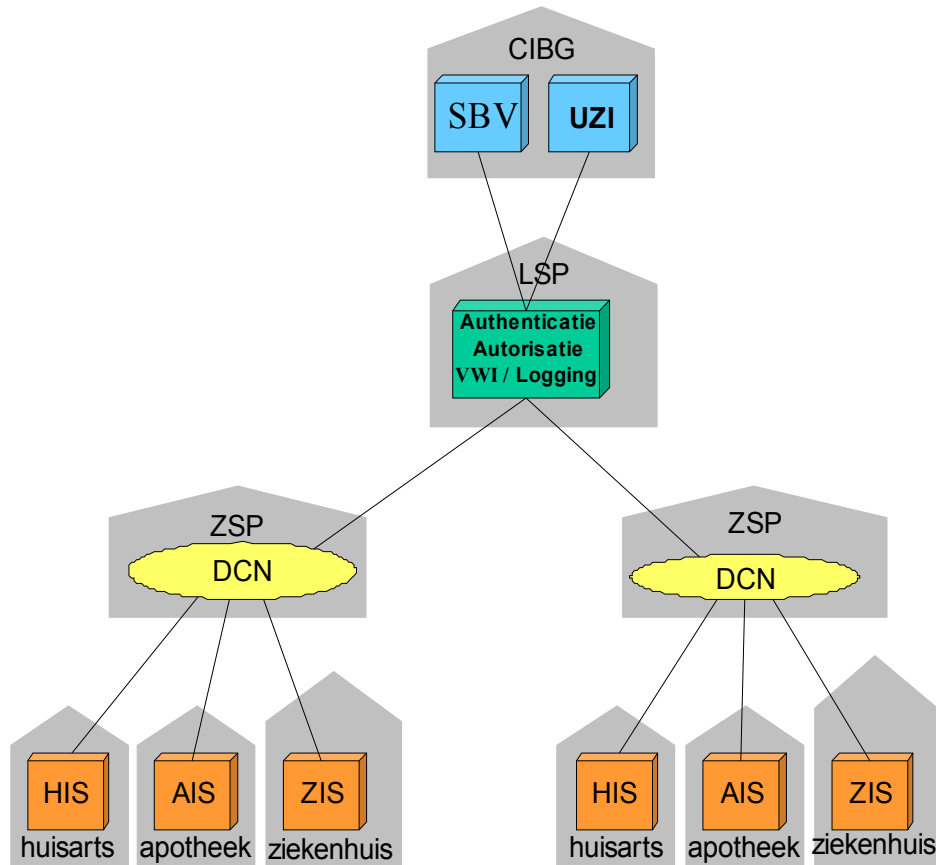 CIBG
SBV
UZI
LSP
Authenticatie
Autorisatie
VWI / Logging
ZSP
DCN
ZSP
DCN
HIS
huisarts
AIS
apotheek
ZIS
ziekenhuis
HIS
huisarts
AIS
apotheek
ZIS
ziekenhuis